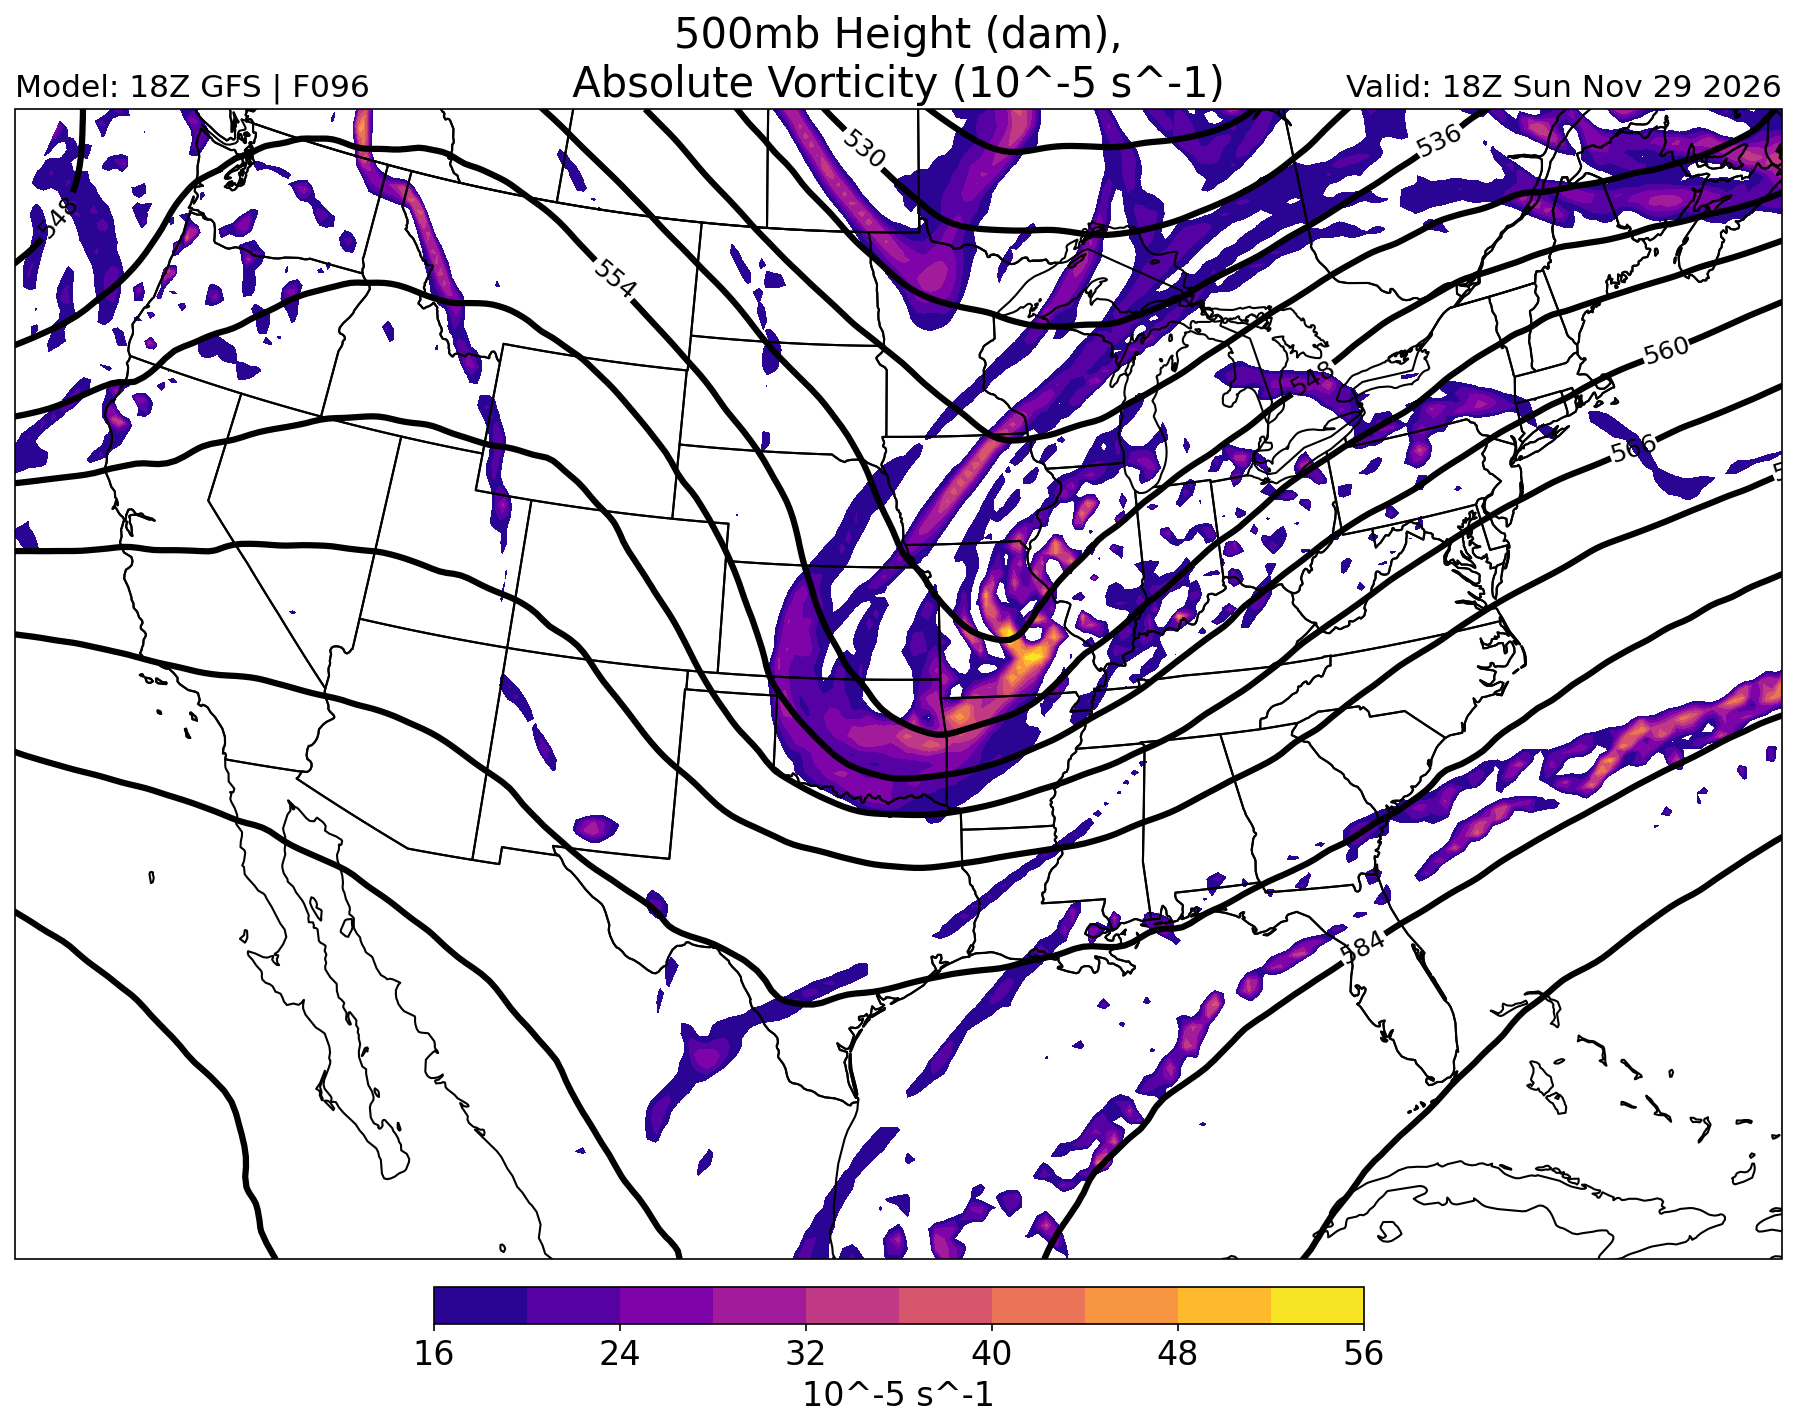 500mb Height (dam),
Absolute Vorticity (10^-5 s^-1)
Model: 18Z GFS | F096
Valid: 18Z Sun Nov 29 2026
530
536
548
554
560
548
566
584
16 24 32 40 48 56
10^-5 s^-1